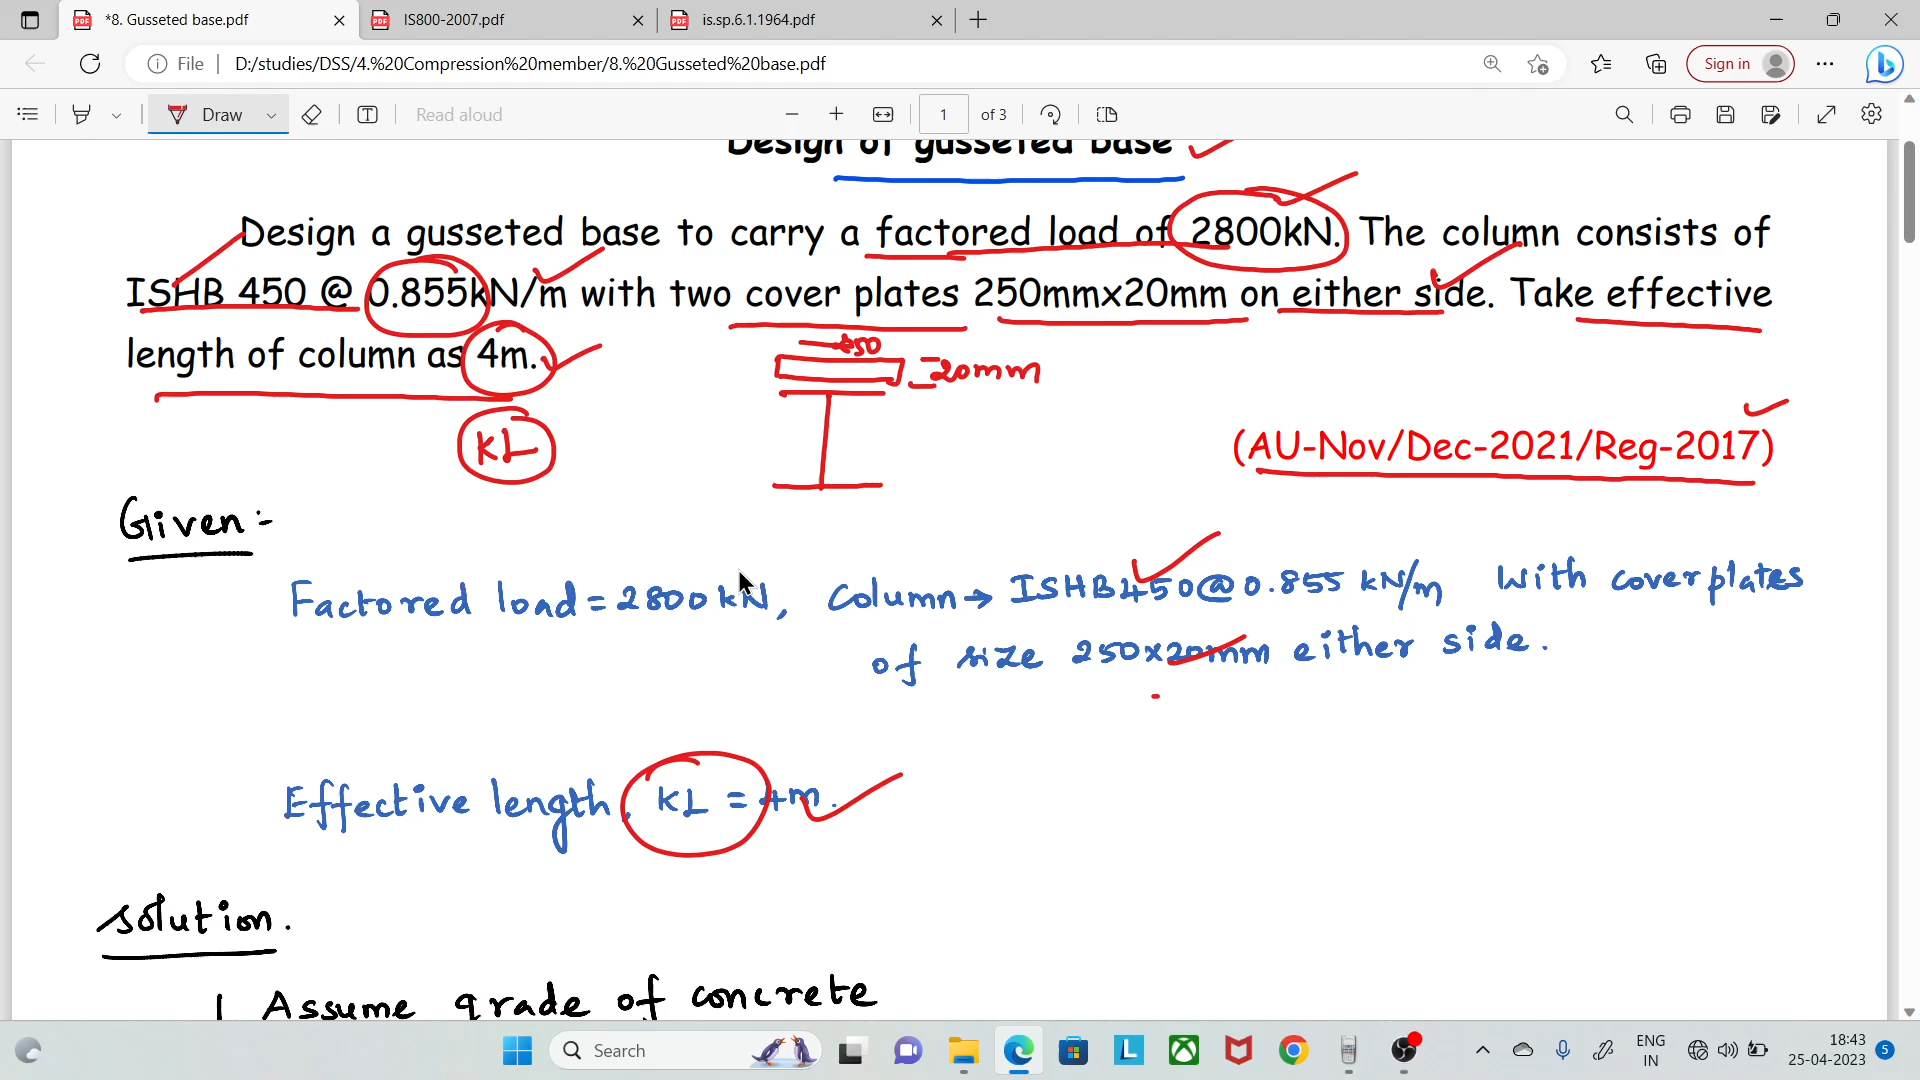 *8. Gusseted base.pdf
IS800-2007.pdf
is.sp.6.1.1964.pdf
File
D:/studies/DSS/4.%20Compression%20member/8.%20Gusseted%20base.pdf
Sign in
Draw
Read aloud
1 of 3
Design of gusseted base
Design a gusseted base to carry a factored load of 2800kN. The column consists of
ISHB 450 @ 0.855kN/m with two cover plates 250mmx20mm on either side. Take effective
length of column as 4m.
20mm
KL
(AU-Nov/Dec-2021/Reg-2017)
Given:-
Factored load = 2800 kN, Column → ISHB450@0.855 kN/m With coverplates
of size 250x20mm either side.
Effective length, KL = 4m.
Solution.
1 Assume grade of concrete
Search
ENG
IN
18:43
25-04-2023
5